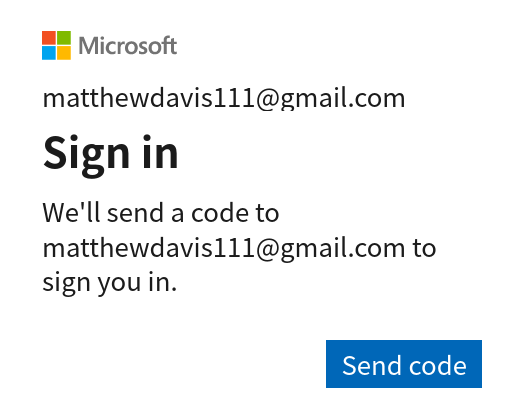 Microsoft
matthewdavis111@gmail.com
Sign in
We'll send a code to
matthewdavis111@gmail.com to
sign you in.
Send code